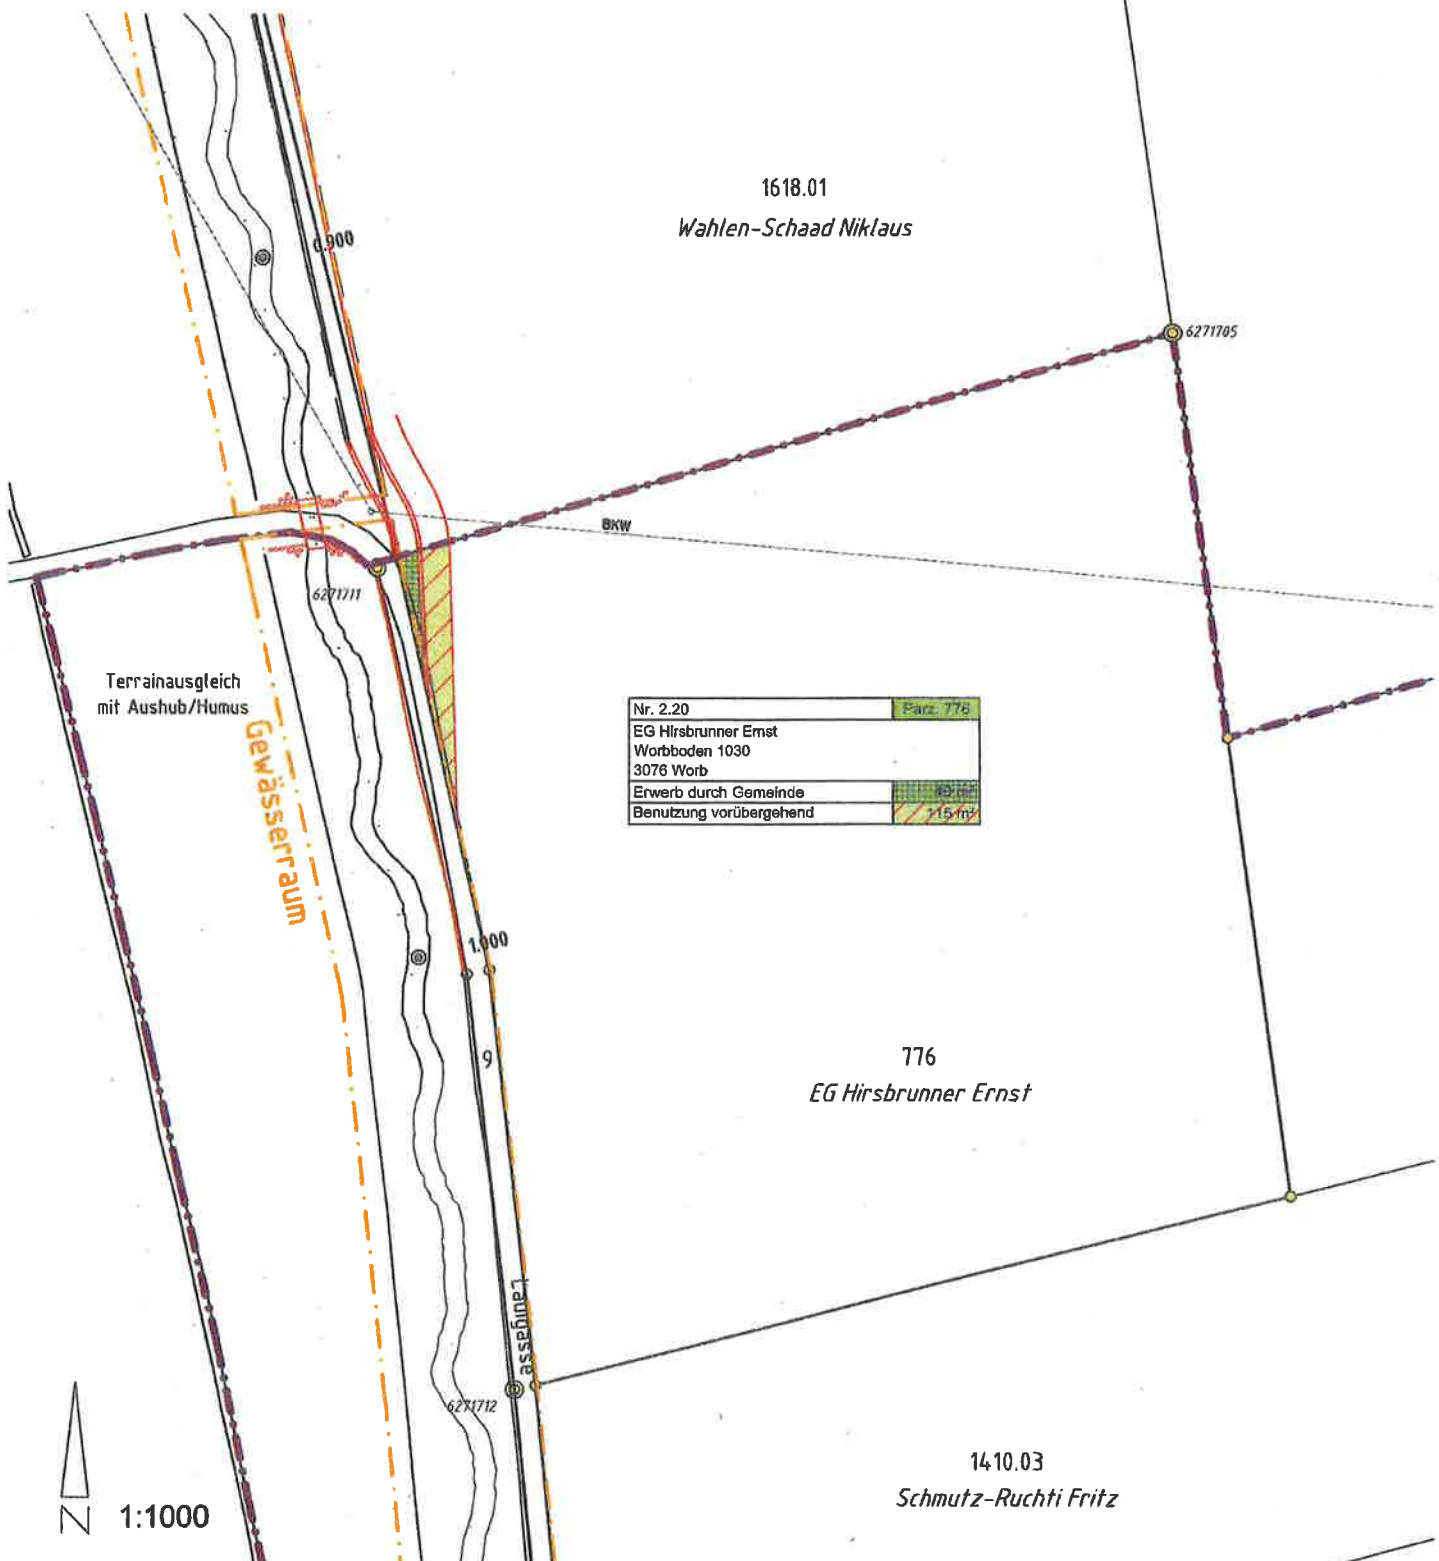 1618.01
Wahlen-Schaad Niklaus
0.900
6271705
BKW
6271711
Terrainausgleich
mit Aushub/Humus
Gewässerraum
Nr. 2.20 Parz. 776
EG Hirsbrunner Ernst
Worbboden 1030
3076 Worb
Erwerb durch Gemeinde
Benutzung vorübergehend 115 m²
1.000
9
776
EG Hirsbrunner Ernst
Lauigasse
6271712
1410.03
Schmutz-Ruchti Fritz
N 1:1000